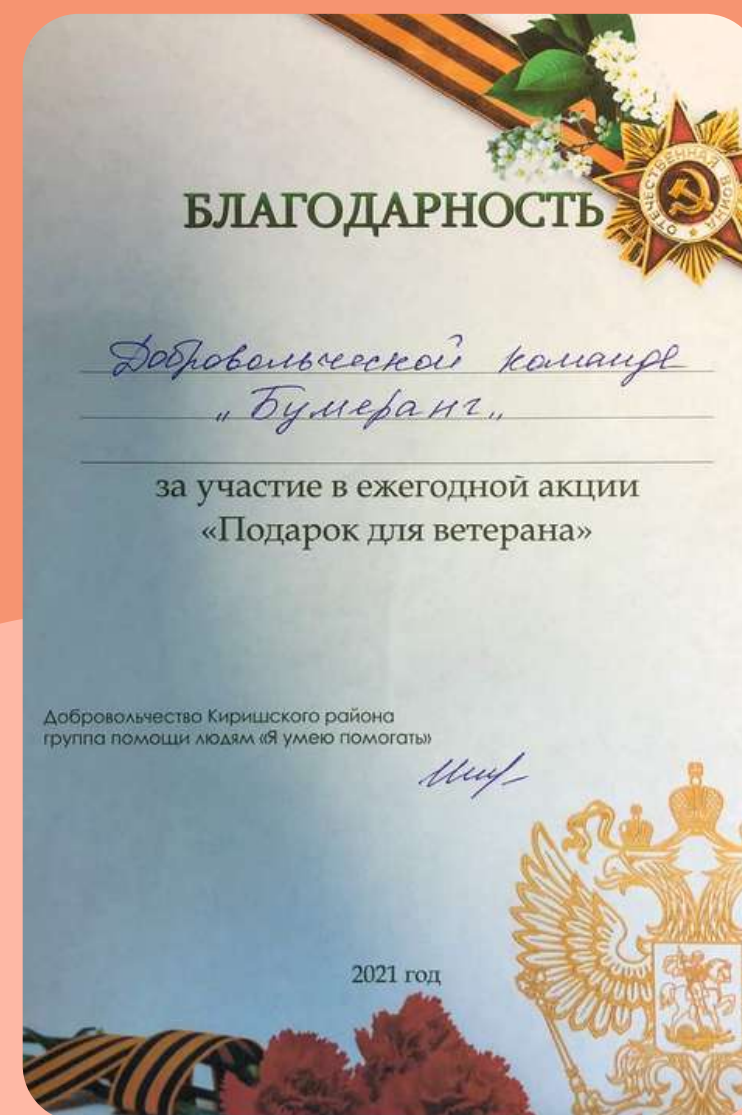 ОТЕЧЕСТВЕННАЯ ВОЙНА
БЛАГОДАРНОСТЬ
Добровольческой команде
„Бумеранг„
за участие в ежегодной акции
«Подарок для ветерана»
Добровольчество Киришского района
группа помощи людям «Я умею помогать»
2021 год